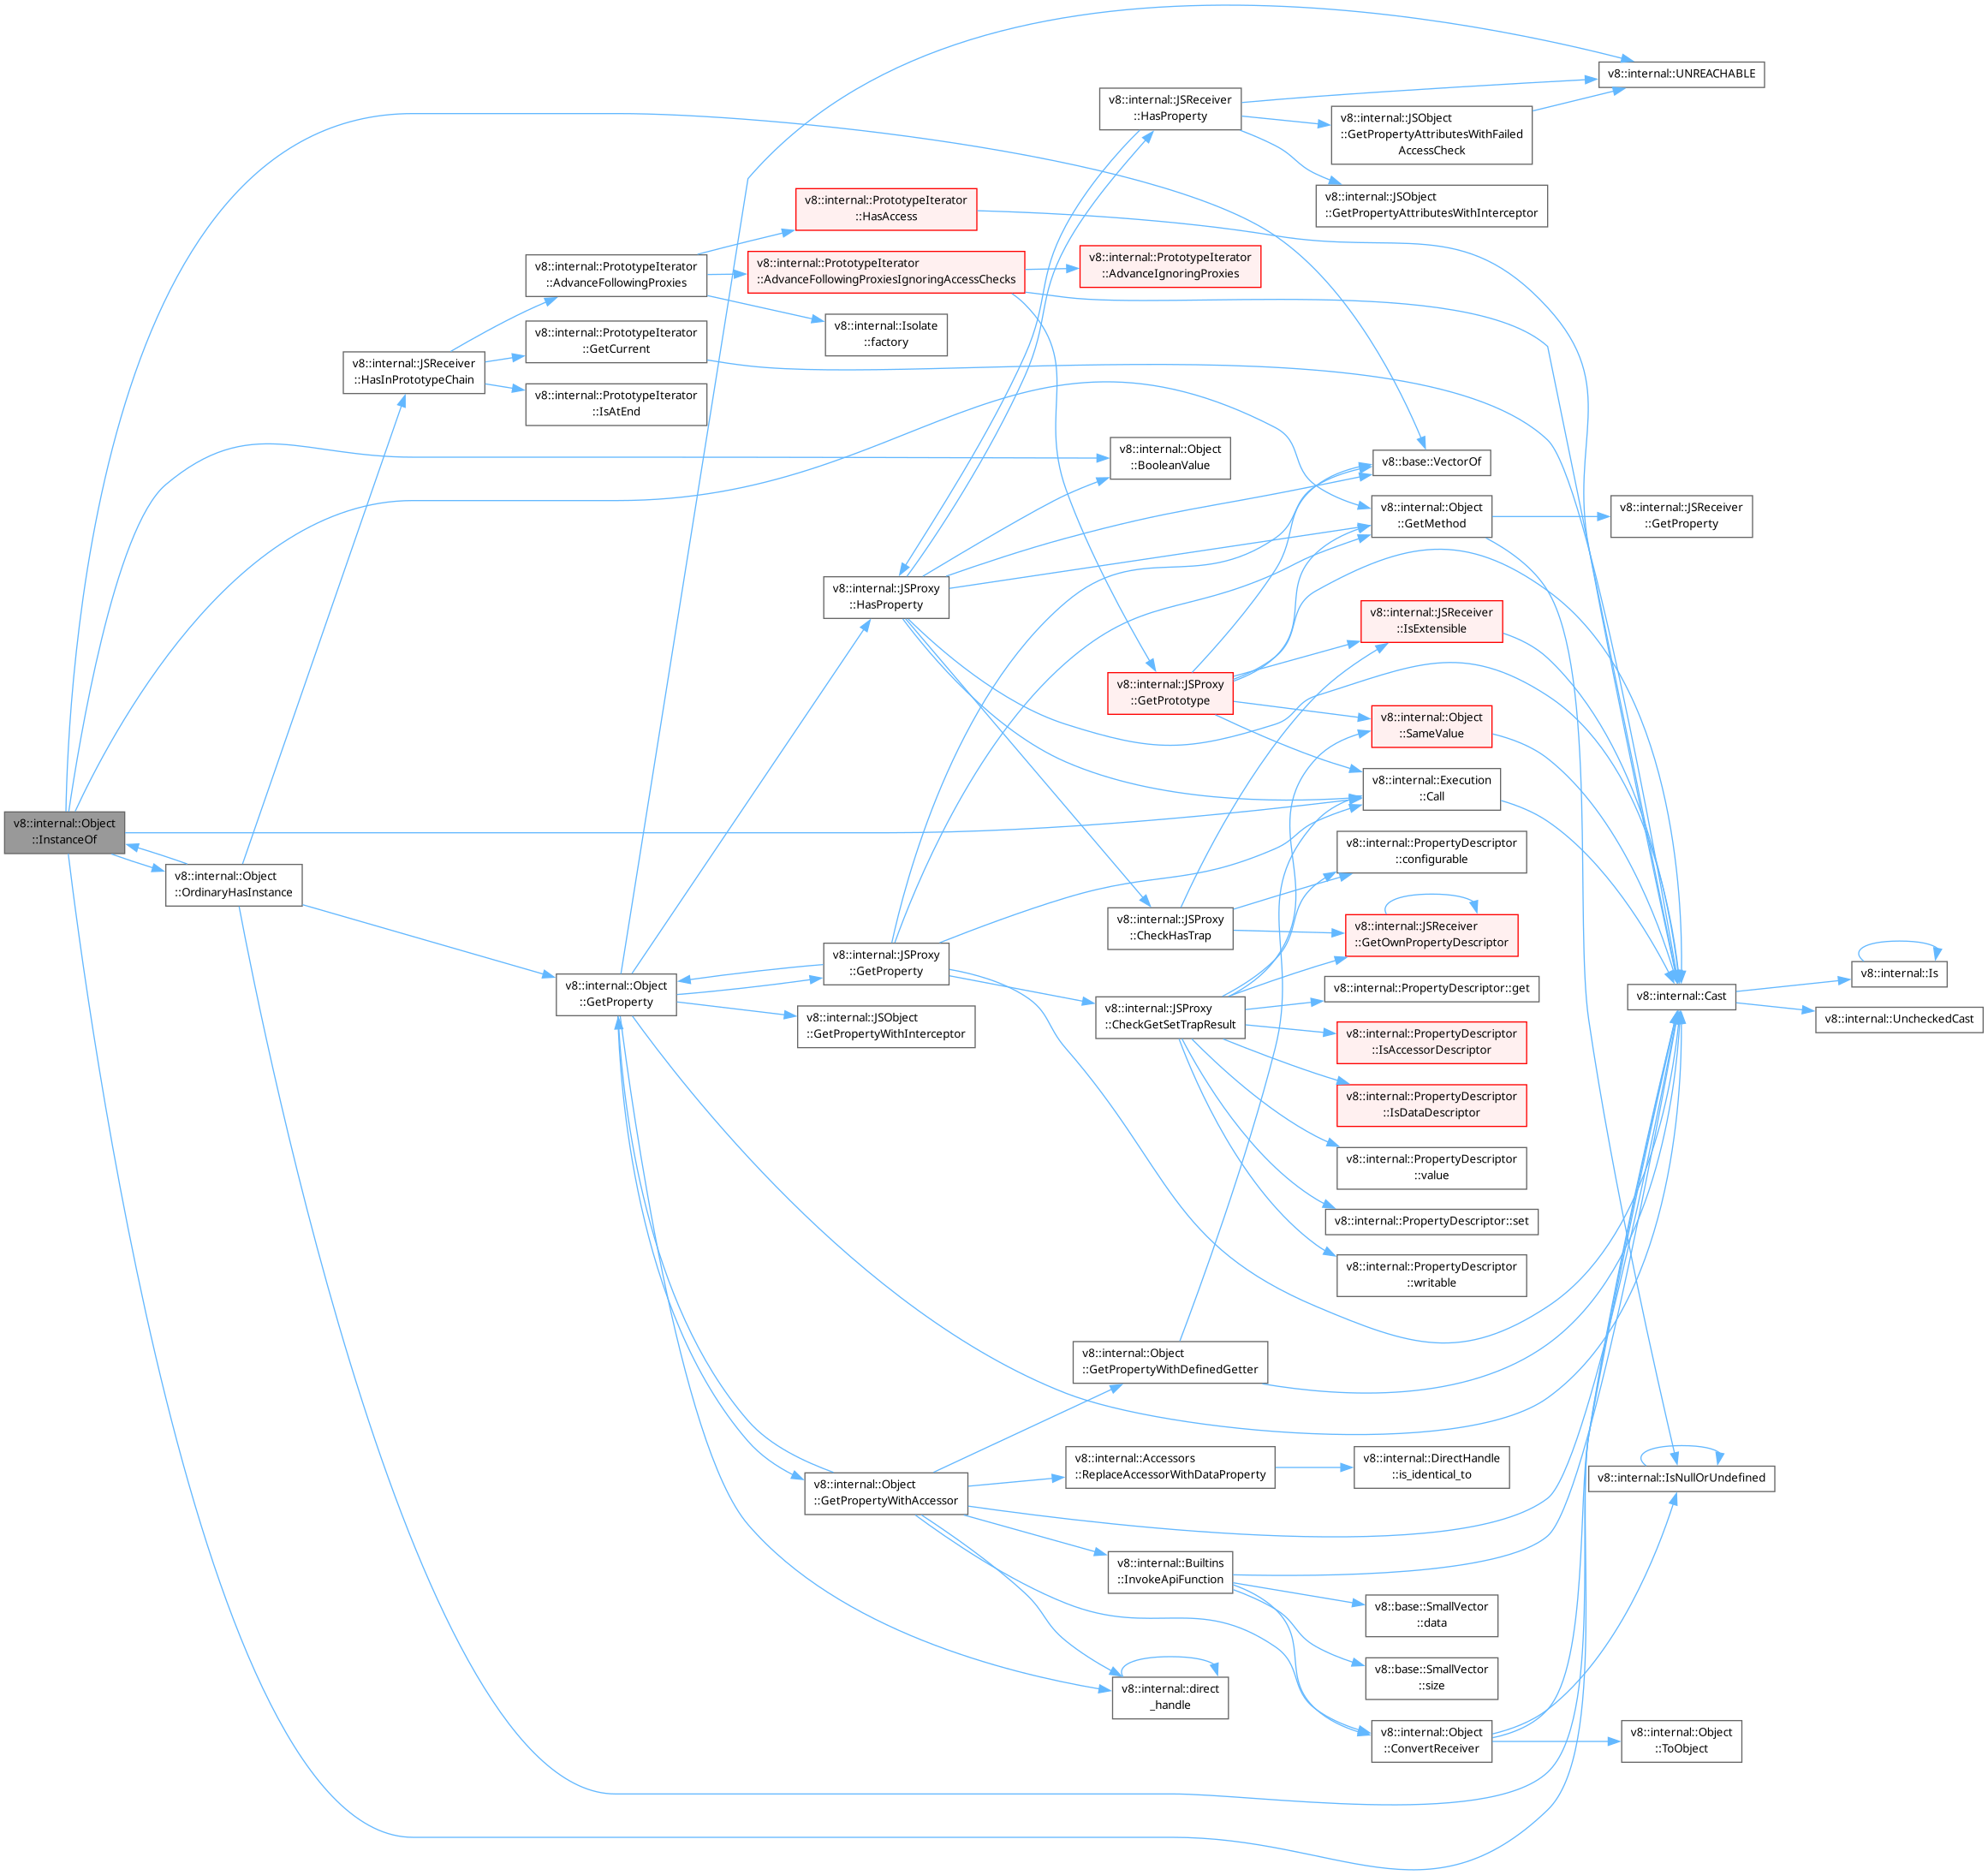 v8::internal::Object
::InstanceOf
v8::internal::Object
::OrdinaryHasInstance
v8::internal::JSReceiver
::HasInPrototypeChain
v8::internal::PrototypeIterator
::AdvanceFollowingProxies
v8::internal::PrototypeIterator
::GetCurrent
v8::internal::PrototypeIterator
::IsAtEnd
v8::internal::Object
::GetProperty
v8::internal::PrototypeIterator
::HasAccess
v8::internal::PrototypeIterator
::AdvanceFollowingProxiesIgnoringAccessChecks
v8::internal::Isolate
::factory
v8::internal::JSProxy
::HasProperty
v8::internal::JSProxy
::GetProperty
v8::internal::JSObject
::GetPropertyWithInterceptor
v8::internal::Object
::GetPropertyWithAccessor
v8::internal::JSReceiver
::HasProperty
v8::internal::PrototypeIterator
::AdvanceIgnoringProxies
v8::internal::Object
::BooleanValue
v8::internal::JSProxy
::GetPrototype
v8::internal::JSProxy
::CheckHasTrap
v8::internal::JSProxy
::CheckGetSetTrapResult
v8::internal::Object
::GetPropertyWithDefinedGetter
v8::internal::Accessors
::ReplaceAccessorWithDataProperty
v8::internal::Builtins
::InvokeApiFunction
v8::internal::direct
_handle
v8::internal::JSObject
::GetPropertyAttributesWithFailed
AccessCheck
v8::internal::JSObject
::GetPropertyAttributesWithInterceptor
v8::base::VectorOf
v8::internal::Object
::GetMethod
v8::internal::JSReceiver
::IsExtensible
v8::internal::Object
::SameValue
v8::internal::Execution
::Call
v8::internal::PropertyDescriptor
::configurable
v8::internal::JSReceiver
::GetOwnPropertyDescriptor
v8::internal::PropertyDescriptor::get
v8::internal::PropertyDescriptor
::IsAccessorDescriptor
v8::internal::PropertyDescriptor
::IsDataDescriptor
v8::internal::PropertyDescriptor
::value
v8::internal::PropertyDescriptor::set
v8::internal::PropertyDescriptor
::writable
v8::internal::DirectHandle
::is_identical_to
v8::base::SmallVector
::data
v8::base::SmallVector
::size
v8::internal::Object
::ConvertReceiver
v8::internal::UNREACHABLE
v8::internal::JSReceiver
::GetProperty
v8::internal::Cast
v8::internal::IsNullOrUndefined
v8::internal::Object
::ToObject
v8::internal::Is
v8::internal::UncheckedCast